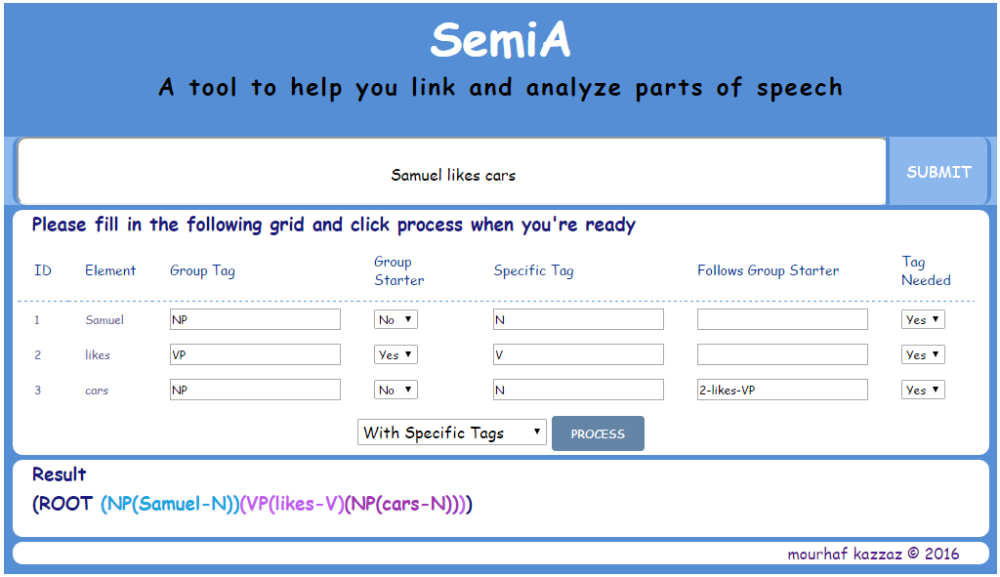 SemiA
A tool to help you link and analyze parts of speech
Samuel likes cars
SUBMIT
Please fill in the following grid and click process when you're ready
ID Element Group Tag Group Starter Specific Tag Follows Group Starter Tag Needed
1 Samuel NP No N Yes
2 likes VP Yes V Yes
3 cars NP No N 2-likes-VP Yes
With Specific Tags PROCESS
Result
(ROOT (NP(Samuel-N))(VP(likes-V)(NP(cars-N))))
mourhaf kazzaz © 2016